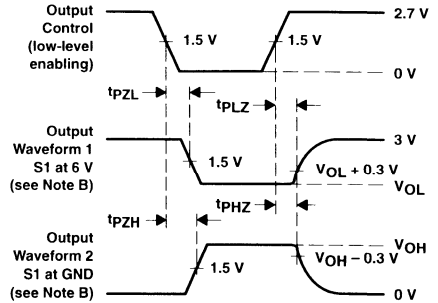 Output
Control
(low-level
enabling)
1.5 V
1.5 V
2.7 V
0 V
tPZL
tPLZ
Output
Waveform 1
S1 at 6 V
(see Note B)
1.5 V
3 V
VOL + 0.3 V
VOL
tPZH
tPHZ
Output
Waveform 2
S1 at GND
(see Note B)
1.5 V
VOH
VOH − 0.3 V
0 V